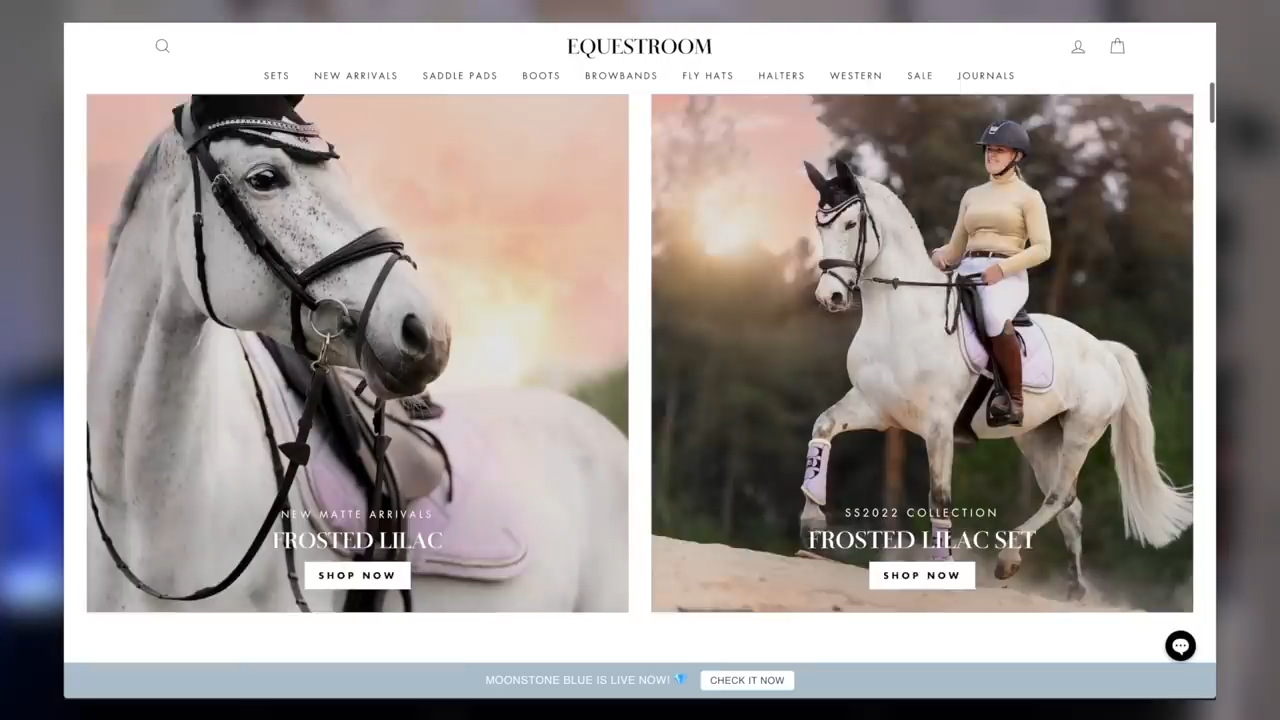 EQUESTROOM
SETS NEW ARRIVALS SADDLE PADS BOOTS BROWBANDS FLY HATS HALTERS WESTERN SALE JOURNALS
NEW MATTE ARRIVALS
FROSTED LILAC
SHOP NOW
SS2022 COLLECTION
FROSTED LILAC SET
SHOP NOW
MOONSTONE BLUE IS LIVE NOW! 💎 CHECK IT NOW